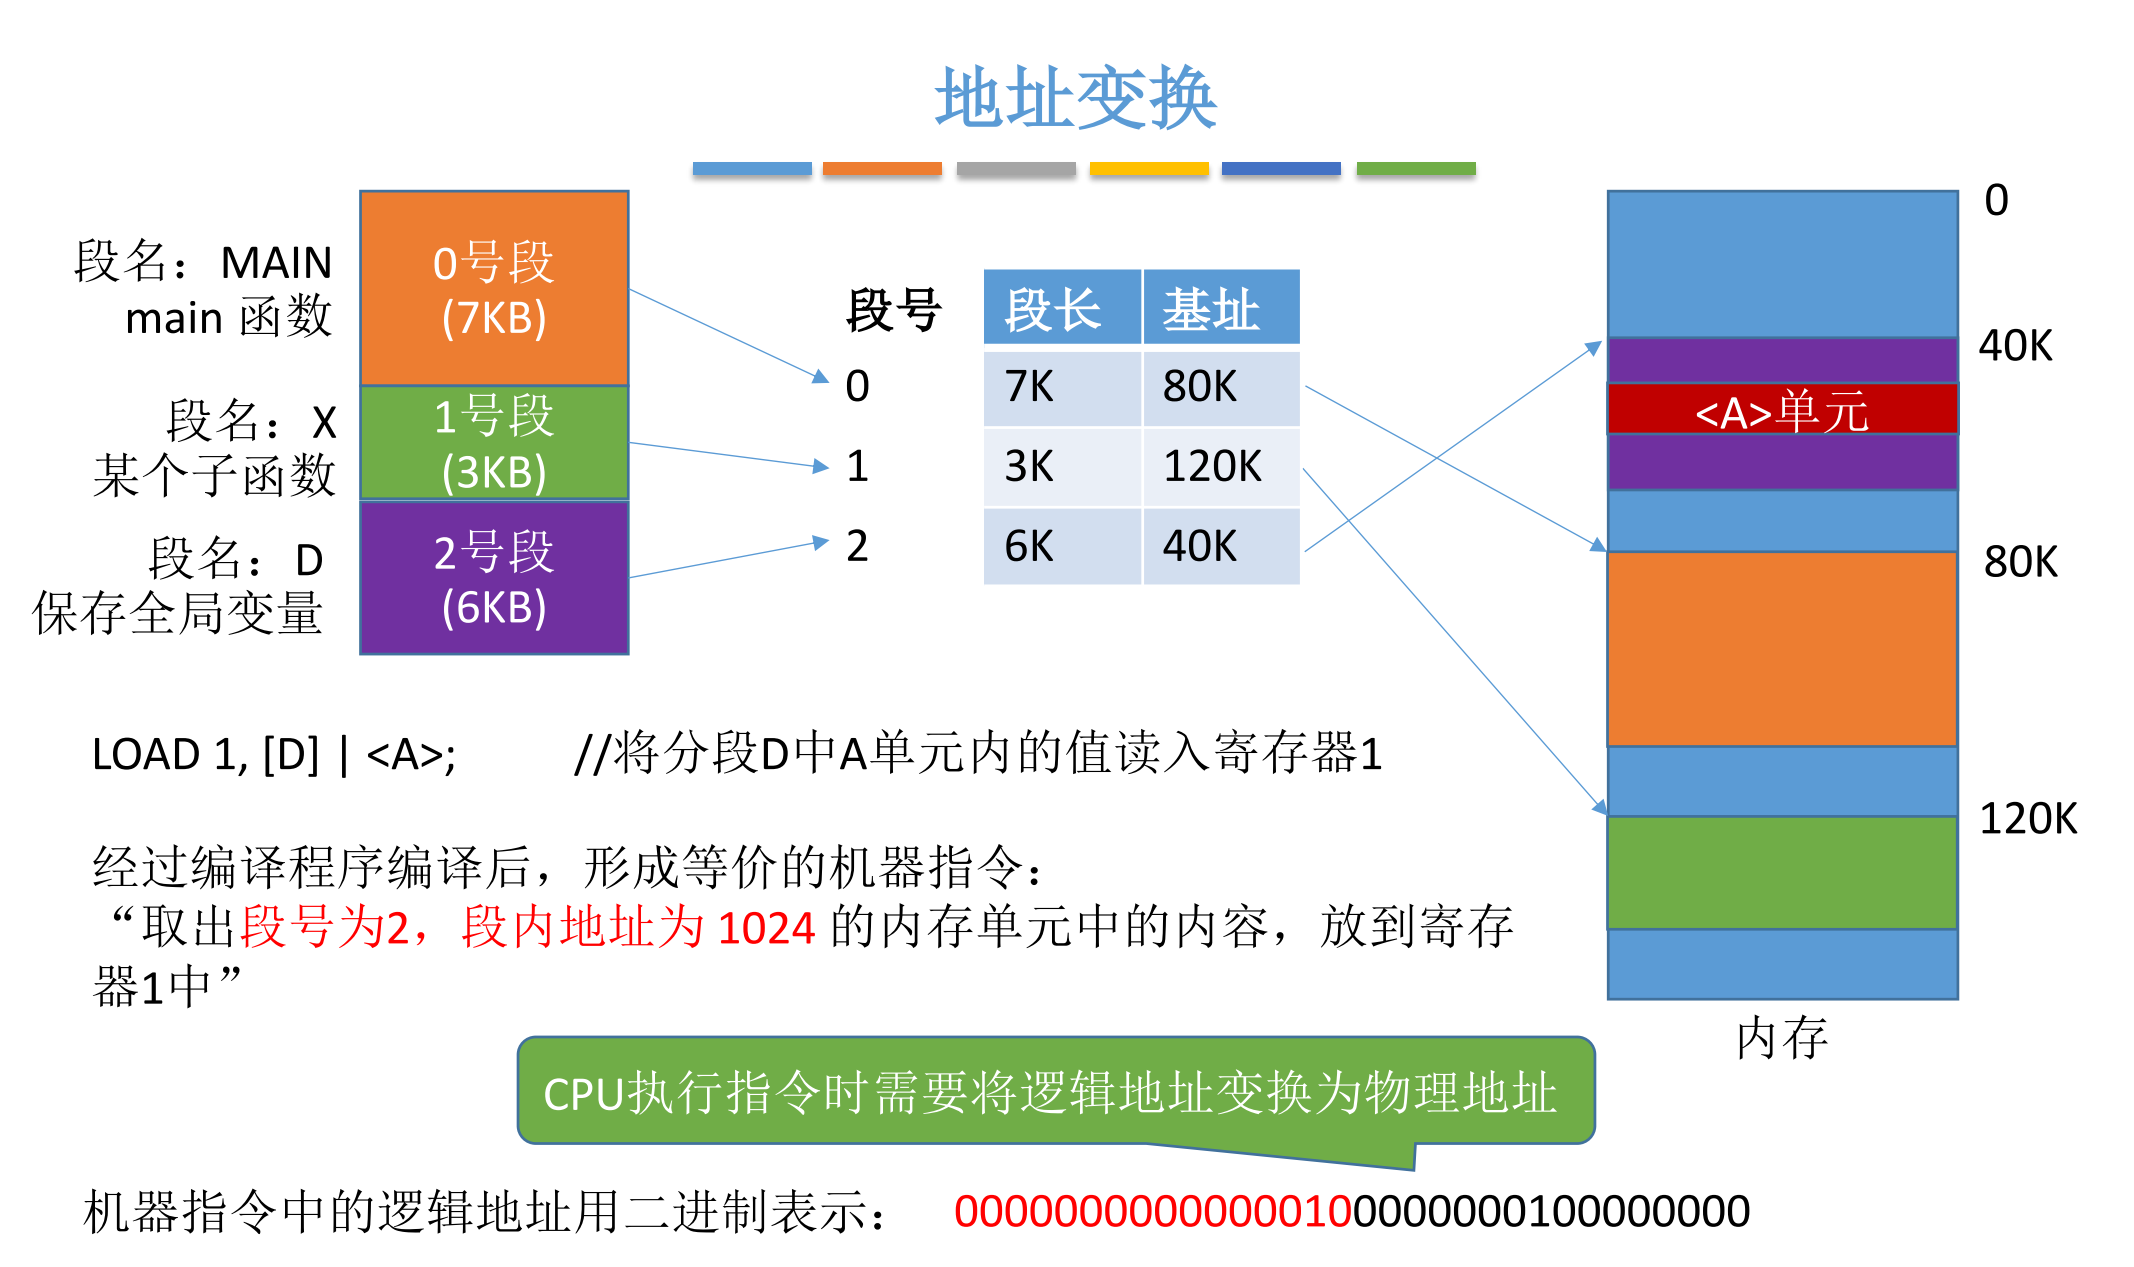 地址变换
段名：MAIN
main 函数
段名：X
某个子函数
段名：D
保存全局变量
0号段
(7KB)
1号段
(3KB)
2号段
(6KB)
段号 段长 基址
0 7K 80K
1 3K 120K
2 6K 40K
0
40K
<A>单元
80K
120K
内存
LOAD 1, [D] | <A>; //将分段D中A单元内的值读入寄存器1
经过编译程序编译后，形成等价的机器指令：
“取出段号为2，段内地址为 1024 的内存单元中的内容，放到寄存
器1中”
CPU执行指令时需要将逻辑地址变换为物理地址
机器指令中的逻辑地址用二进制表示： 00000000000000100000000100000000